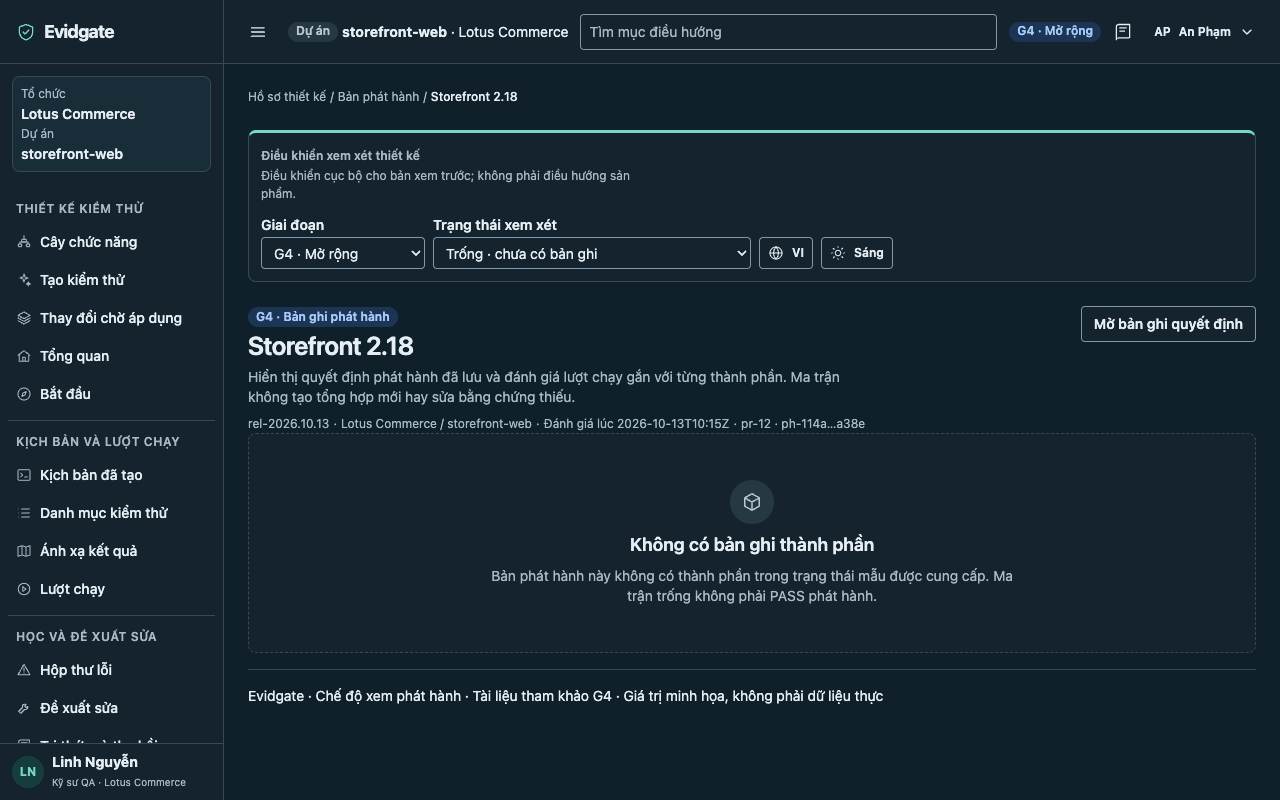 Evidgate
Tổ chức
Lotus Commerce
Dự án
storefront-web
THIẾT KẾ KIỂM THỬ
Cây chức năng
Tạo kiểm thử
Thay đổi chờ áp dụng
Tổng quan
Bắt đầu
KỊCH BẢN VÀ LƯỢT CHẠY
Kịch bản đã tạo
Danh mục kiểm thử
Ánh xạ kết quả
Lượt chạy
HỌC VÀ ĐỀ XUẤT SỬA
Hộp thư lỗi
Đề xuất sửa
LN
Linh Nguyễn
Kỹ sư QA · Lotus Commerce
Dự án storefront-web · Lotus Commerce
Tìm mục điều hướng
G4 · Mở rộng
AP An Phạm
Hồ sơ thiết kế / Bản phát hành / Storefront 2.18
Điều khiển xem xét thiết kế
Điều khiển cục bộ cho bản xem trước; không phải điều hướng sản
phẩm.
Giai đoạn
G4 · Mở rộng
Trạng thái xem xét
Trống · chưa có bản ghi
VI
Sáng
G4 · Bản ghi phát hành
Storefront 2.18
Mở bản ghi quyết định
Hiển thị quyết định phát hành đã lưu và đánh giá lượt chạy gắn với từng thành phần. Ma trận
không tạo tổng hợp mới hay sửa bằng chứng thiếu.
rel-2026.10.13 · Lotus Commerce / storefront-web · Đánh giá lúc 2026-10-13T10:15Z · pr-12 · ph-114a…a38e
Không có bản ghi thành phần
Bản phát hành này không có thành phần trong trạng thái mẫu được cung cấp. Ma
trận trống không phải PASS phát hành.
Evidgate · Chế độ xem phát hành · Tài liệu tham khảo G4 · Giá trị minh họa, không phải dữ liệu thực